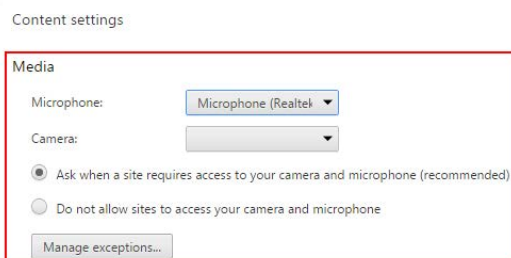 Content settings
Media
Microphone:
Microphone (Realtek
Camera:
Ask when a site requires access to your camera and microphone (recommended)
Do not allow sites to access your camera and microphone
Manage exceptions...